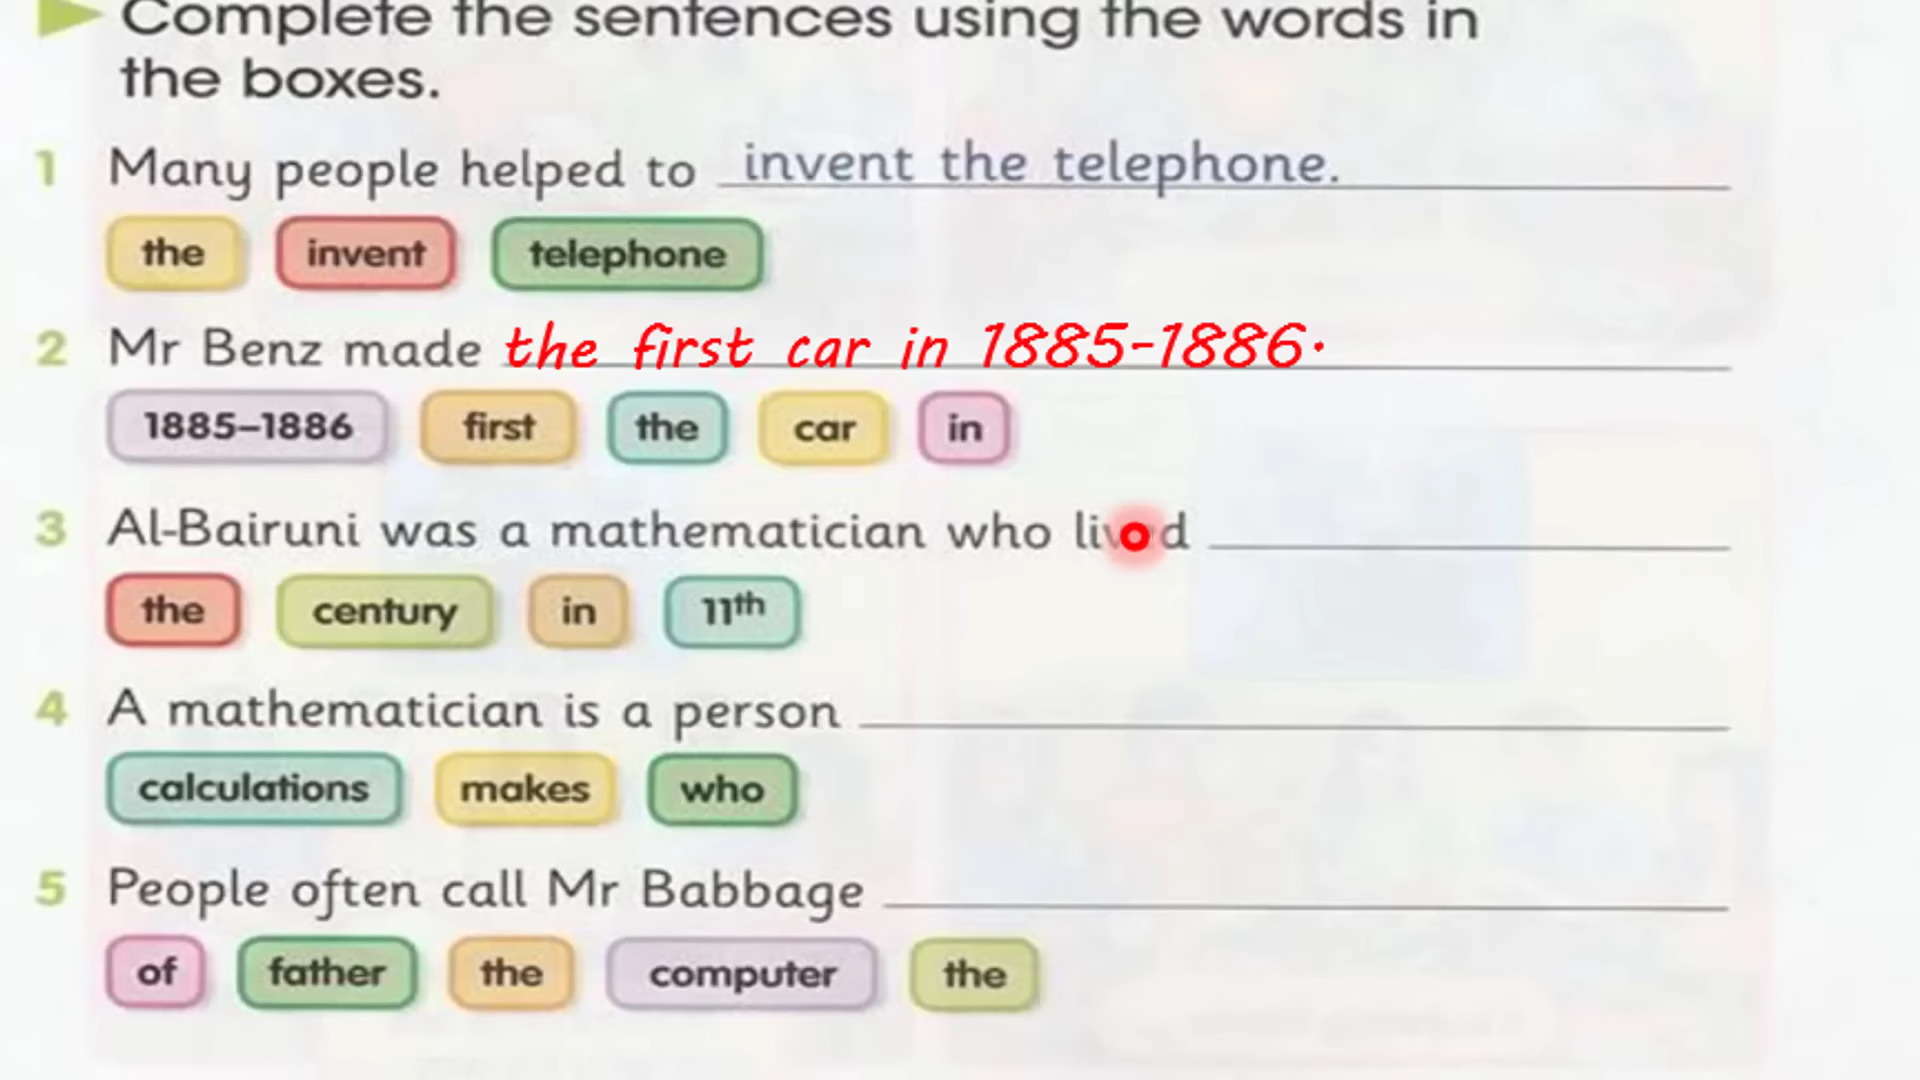 Complete the sentences using the words in
the boxes.
1 Many people helped to invent the telephone.
the invent telephone
2 Mr Benz made the first car in 1885-1886.
1885–1886 first the car in
3 Al-Bairuni was a mathematician who lived
the century in 11th
4 A mathematician is a person
calculations makes who
5 People often call Mr Babbage
of father the computer the